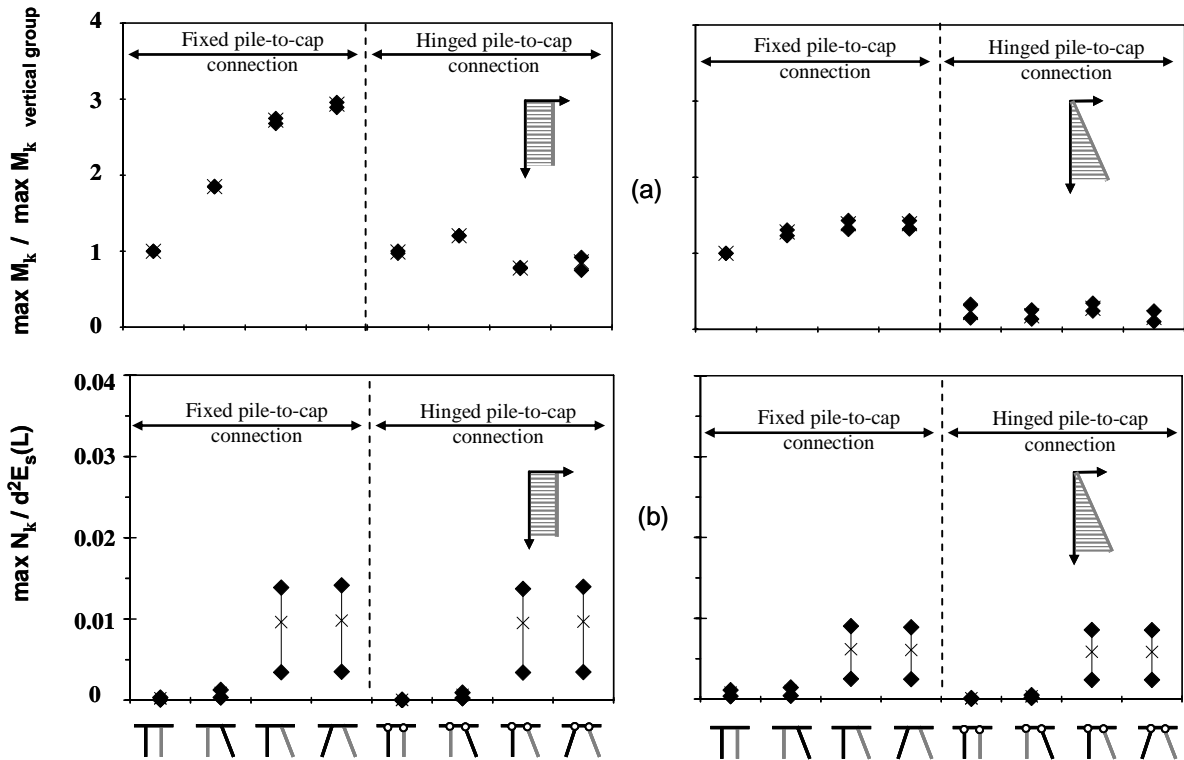 4
3
2
1
0
max M_k / max M_k vertical group
Fixed pile-to-cap
connection
Hinged pile-to-cap
connection
(a)
Fixed pile-to-cap
connection
Hinged pile-to-cap
connection
0.04
0.03
0.02
0.01
0
max N_k / d²E_s(L)
Fixed pile-to-cap
connection
Hinged pile-to-cap
connection
(b)
Fixed pile-to-cap
connection
Hinged pile-to-cap
connection